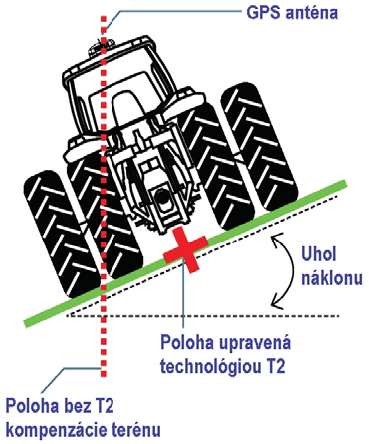 GPS anténa
Uhol
náklonu
Poloha upravená
technológiou T2
Poloha bez T2
kompenzácie terénu